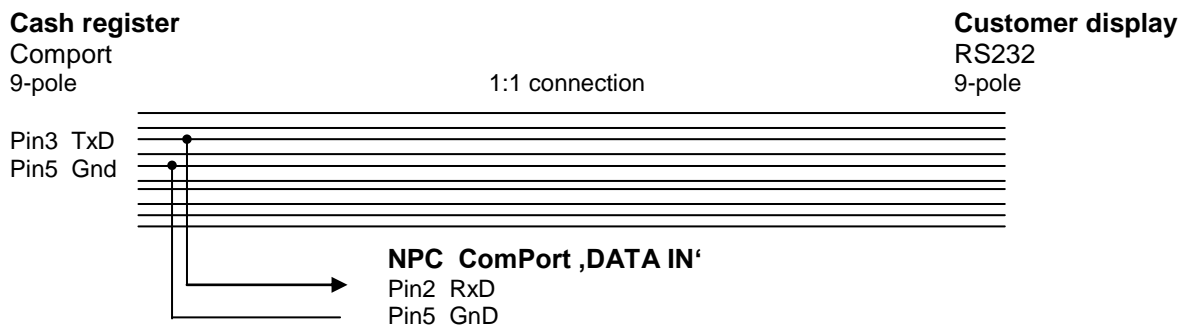 Cash register Customer display
Comport RS232
9-pole 1:1 connection 9-pole
Pin3 TxD
Pin5 Gnd
NPC ComPort ‚DATA IN‘
Pin2 RxD
Pin5 GnD